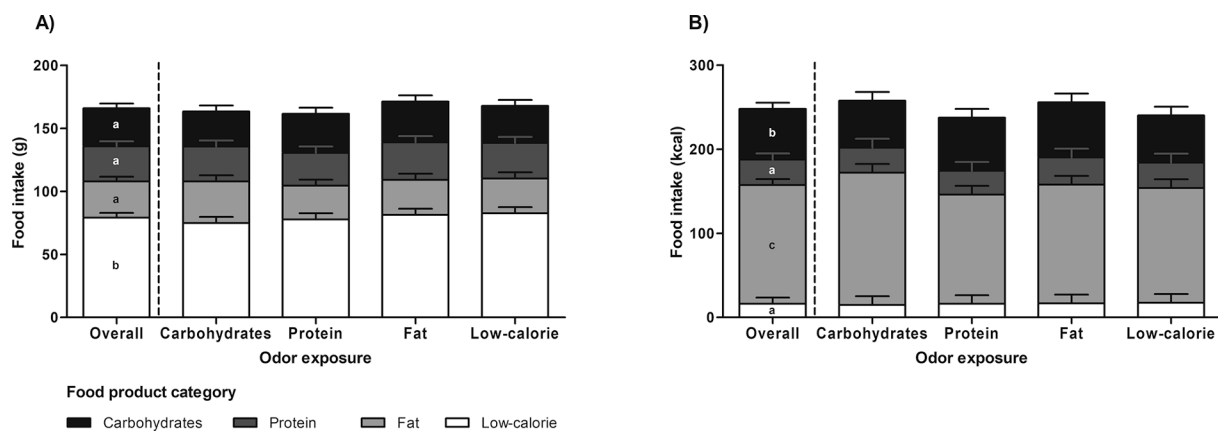 A)
200
150
100
50
0
Food intake (g)
a
a
a
b
Overall Carbohydrates Protein Fat Low-calorie
Odor exposure
B)
300
200
100
0
Food intake (kcal)
b
a
c
a
Overall Carbohydrates Protein Fat Low-calorie
Odor exposure
Food product category
Carbohydrates Protein Fat Low-calorie